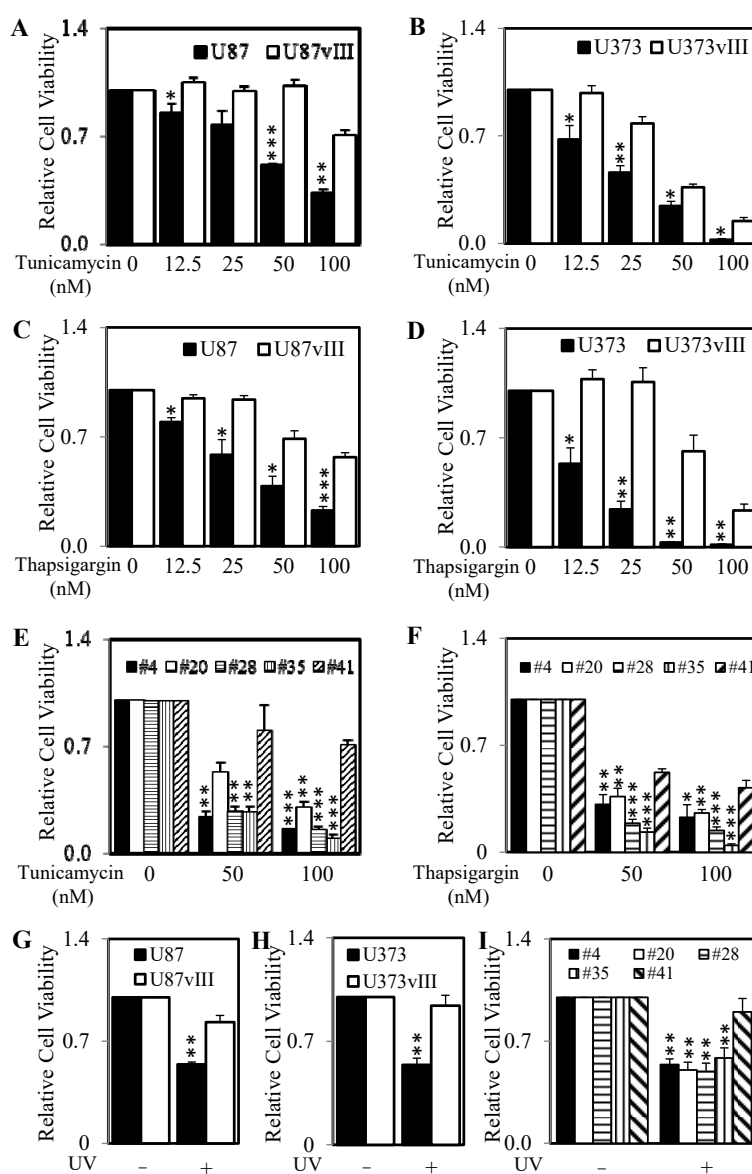 A
1.4
U87 U87vIII
Relative Cell Viability
0.7
0.0
* *** **
Tunicamycin 0 12.5 25 50 100
(nM)
B
1.4
U373 U373vIII
Relative Cell Viability
0.7
0.0
* ** * *
Tunicamycin 0 12.5 25 50 100
(nM)
C
1.4
U87 U87vIII
Relative Cell Viability
0.7
0.0
* * * ***
Thapsigargin 0 12.5 25 50 100
(nM)
D
1.4
U373 U373vIII
Relative Cell Viability
0.7
0.0
* ** ** **
Thapsigargin 0 12.5 25 50 100
(nM)
E
1.4
#4 #20 #28 #35 #41
Relative Cell Viability
0.7
0.0
** ** ** *** ** *** ***
Tunicamycin 0 50 100
(nM)
F
1.4
#4 #20 #28 #35 #41
Relative Cell Viability
0.7
0
** ** *** *** * ** *** ***
Thapsigargin 0 50 100
(nM)
G
1.4
U87
U87vIII
Relative Cell Viability
0.7
0
**
UV - +
H
1.4
U373
U373vIII
Relative Cell Viability
0.7
0
**
- +
I
1.4
#4 #20 #28
#35 #41
Relative Cell Viability
0.7
0.0
** ** ** **
- +